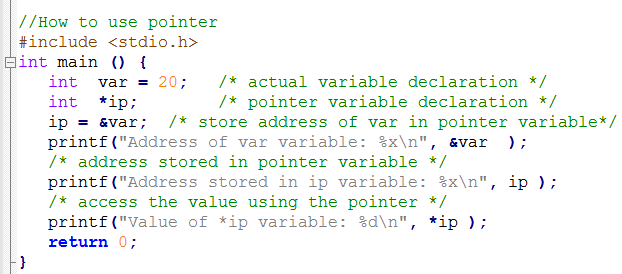 //How to use pointer
#include <stdio.h>
int main () {
int  var = 20;   /* actual variable declaration */
int  *ip;        /* pointer variable declaration */
ip = &var;  /* store address of var in pointer variable*/
printf("Address of var variable: %x\n", &var  );
/* address stored in pointer variable */
printf("Address stored in ip variable: %x\n", ip );
/* access the value using the pointer */
printf("Value of *ip variable: %d\n", *ip );
return 0;
}